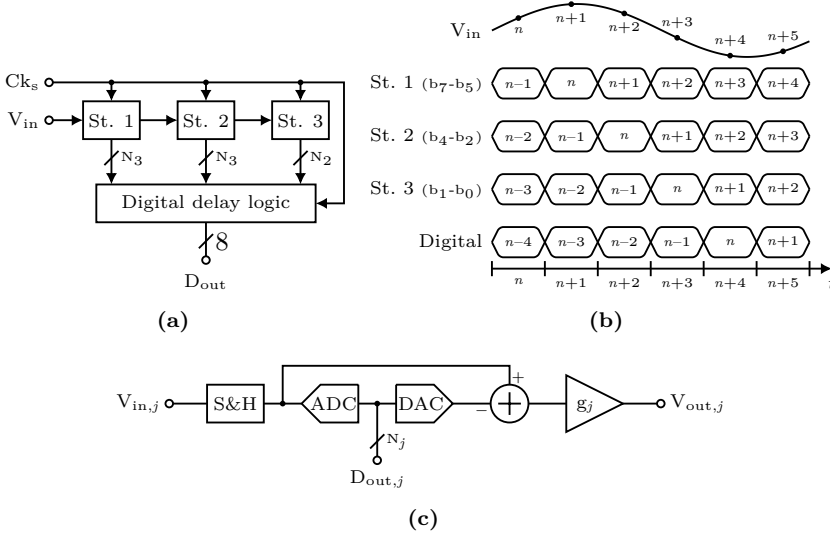 Ck_s
V_in
St. 1 St. 2 St. 3
N_3 N_3 N_2
Digital delay logic
8
D_out
(a)
V_in n n+1 n+2 n+3 n+4 n+5
St. 1 (b_7-b_5) n−1 n n+1 n+2 n+3 n+4
St. 2 (b_4-b_2) n−2 n−1 n n+1 n+2 n+3
St. 3 (b_1-b_0) n−3 n−2 n−1 n n+1 n+2
Digital n−4 n−3 n−2 n−1 n n+1
n n+1 n+2 n+3 n+4 n+5
(b)
V_in,j S&H ADC DAC − + g_j V_out,j
N_j
D_out,j
(c)